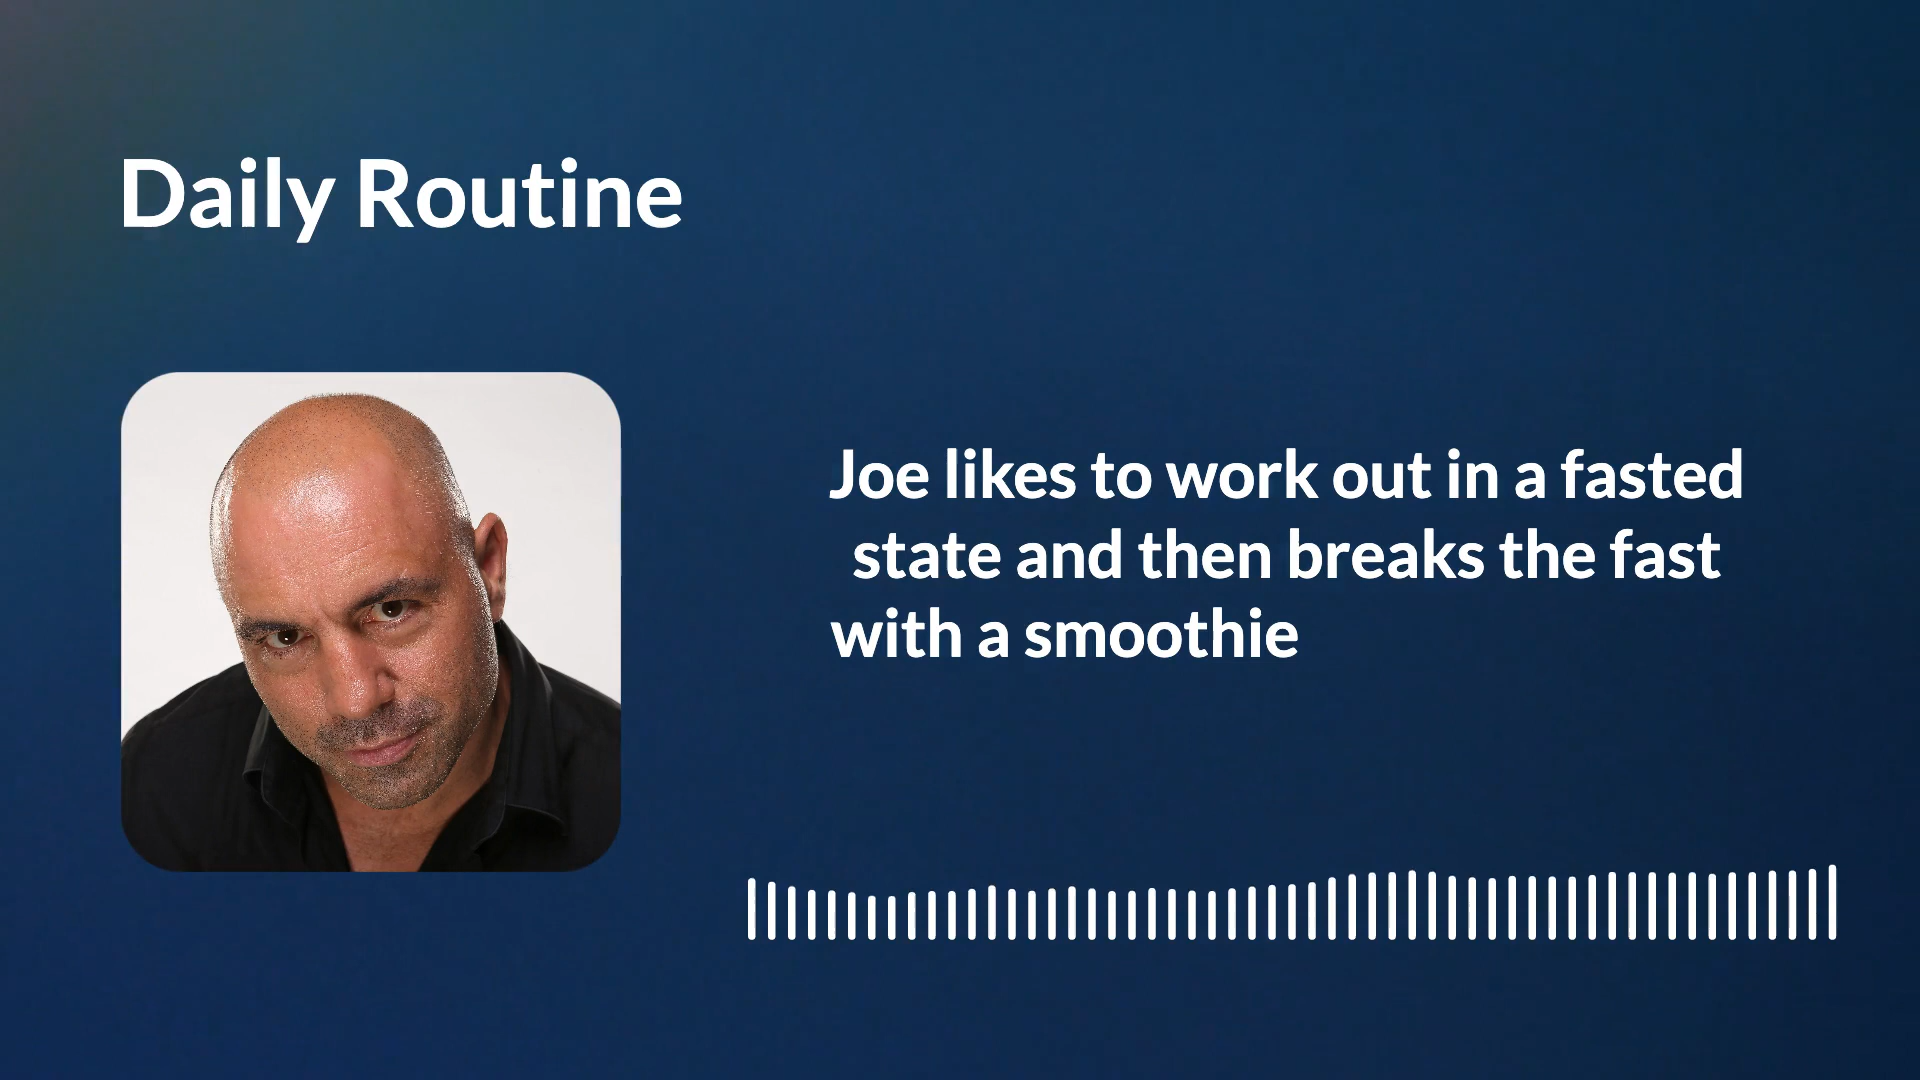 Daily Routine
Joe likes to work out in a fasted
state and then breaks the fast
with a smoothie